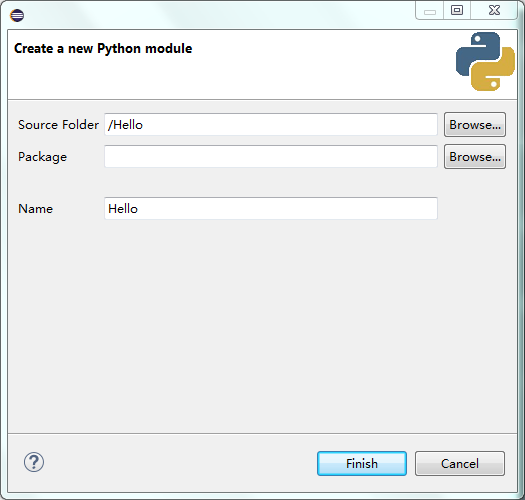 Create a new Python module
Source Folder /Hello Browse...
Package Browse...
Name Hello
? Finish Cancel